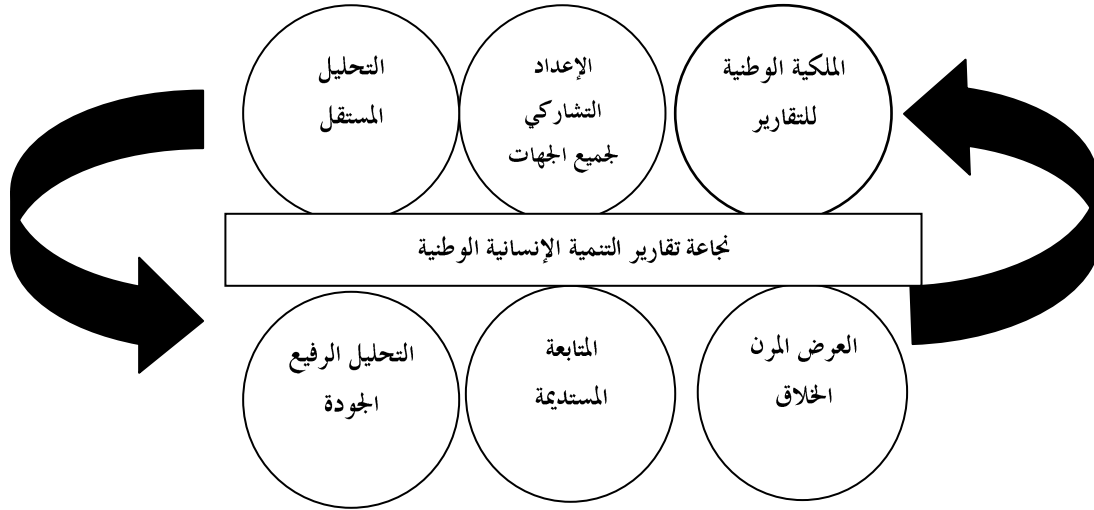 الملكية الوطنية
للتقارير
الإعداد
التشاركي
لجميع الجهات
التحليل
المستقل
نجاعة تقارير التنمية الإنسانية الوطنية
العرض المرن
الخلاق
المتابعة
المستديمة
التحليل الرفيع
الجودة